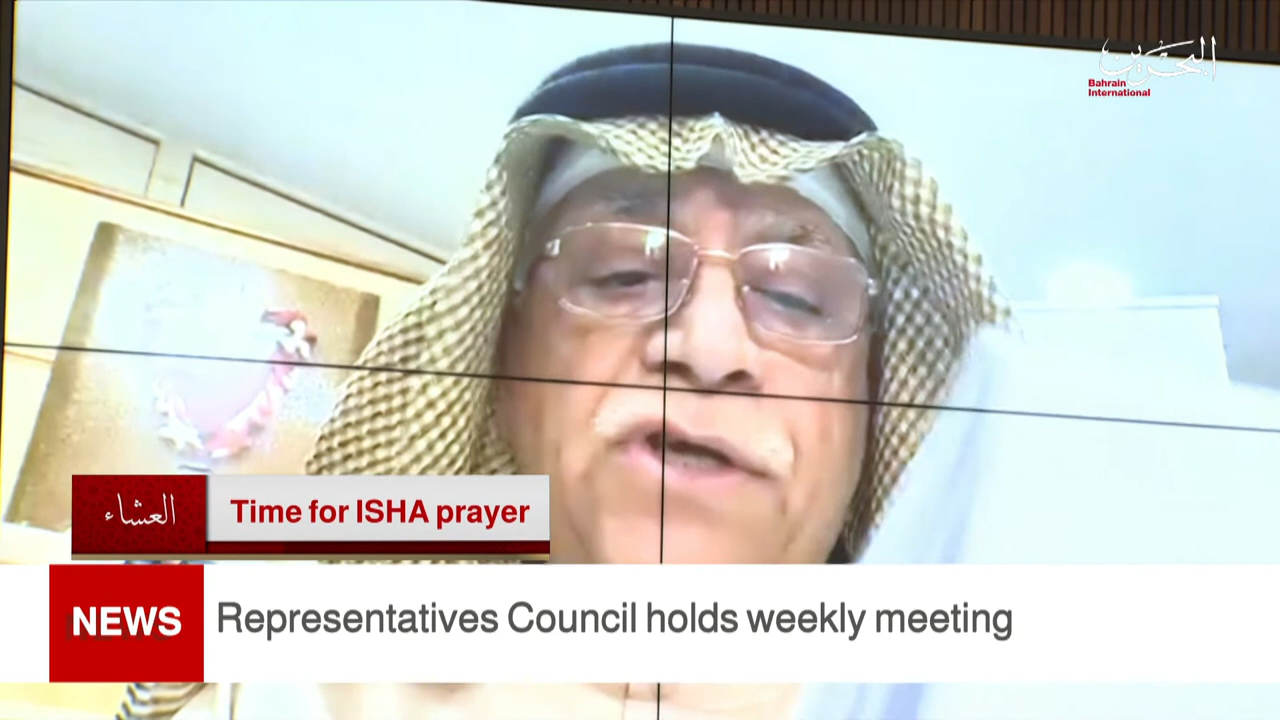 البحرين
Bahrain
International
العشاء
Time for ISHA prayer
NEWS
Representatives Council holds weekly meeting